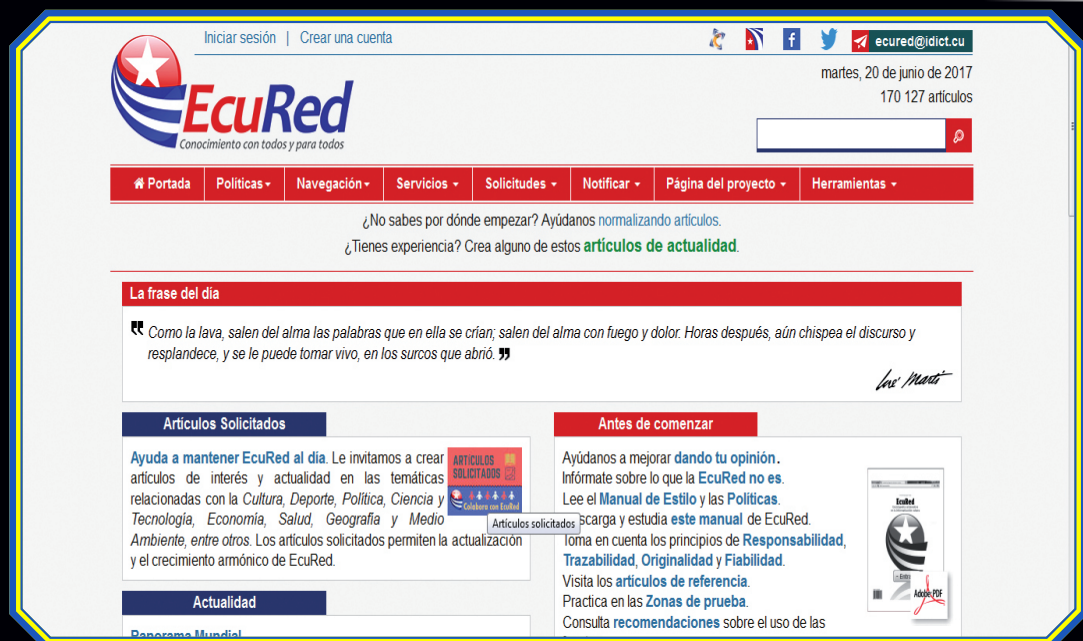 Iniciar sesión | Crear una cuenta
ecured@idict.cu
martes, 20 de junio de 2017
170 127 artículos
EcuRed
Conocimiento con todos y para todos
Portada Políticas Navegación Servicios Solicitudes Notificar Página del proyecto Herramientas
¿No sabes por dónde empezar? Ayúdanos normalizando artículos.
¿Tienes experiencia? Crea alguno de estos artículos de actualidad.
La frase del día
Como la lava, salen del alma las palabras que en ella se crían; salen del alma con fuego y dolor. Horas después, aún chispea el discurso y
resplandece, y se le puede tomar vivo, en los surcos que abrió.
José Martí
Artículos Solicitados
Ayuda a mantener EcuRed al día. Le invitamos a crear
artículos de interés y actualidad en las temáticas
relacionadas con la Cultura, Deporte, Política, Ciencia y
Tecnología, Economía, Salud, Geografía y Medio
Ambiente, entre otros. Los artículos solicitados permiten la actualización
y el crecimiento armónico de EcuRed.
ARTÍCULOS
SOLICITADOS
Colabora con EcuRed
Artículos solicitados
Actualidad
Panorama Mundial
Antes de comenzar
Ayúdanos a mejorar dando tu opinión.
Infórmate sobre lo que la EcuRed no es.
Lee el Manual de Estilo y las Políticas.
scarga y estudia este manual de EcuRed.
Toma en cuenta los principios de Responsabilidad,
Trazabilidad, Originalidad y Fiabilidad.
Visita los artículos de referencia.
Practica en las Zonas de prueba.
Consulta recomendaciones sobre el uso de las
EcuRed
Adobe PDF